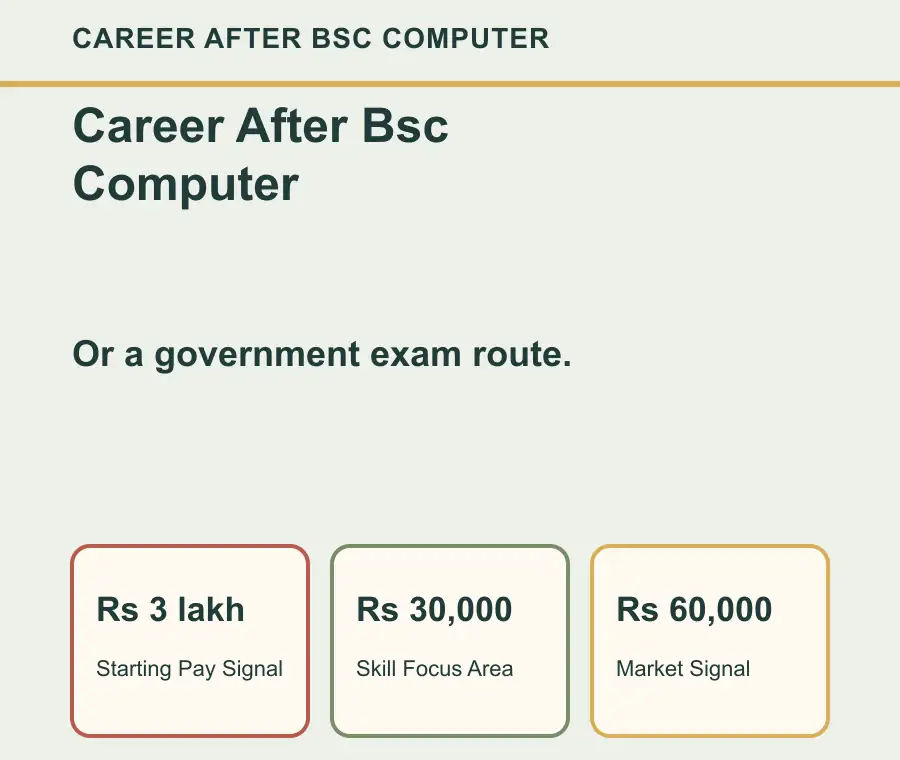 CAREER AFTER BSC COMPUTER
Career After Bsc
Computer
Or a government exam route.
Rs 3 lakh
Starting Pay Signal
Rs 30,000
Skill Focus Area
Rs 60,000
Market Signal